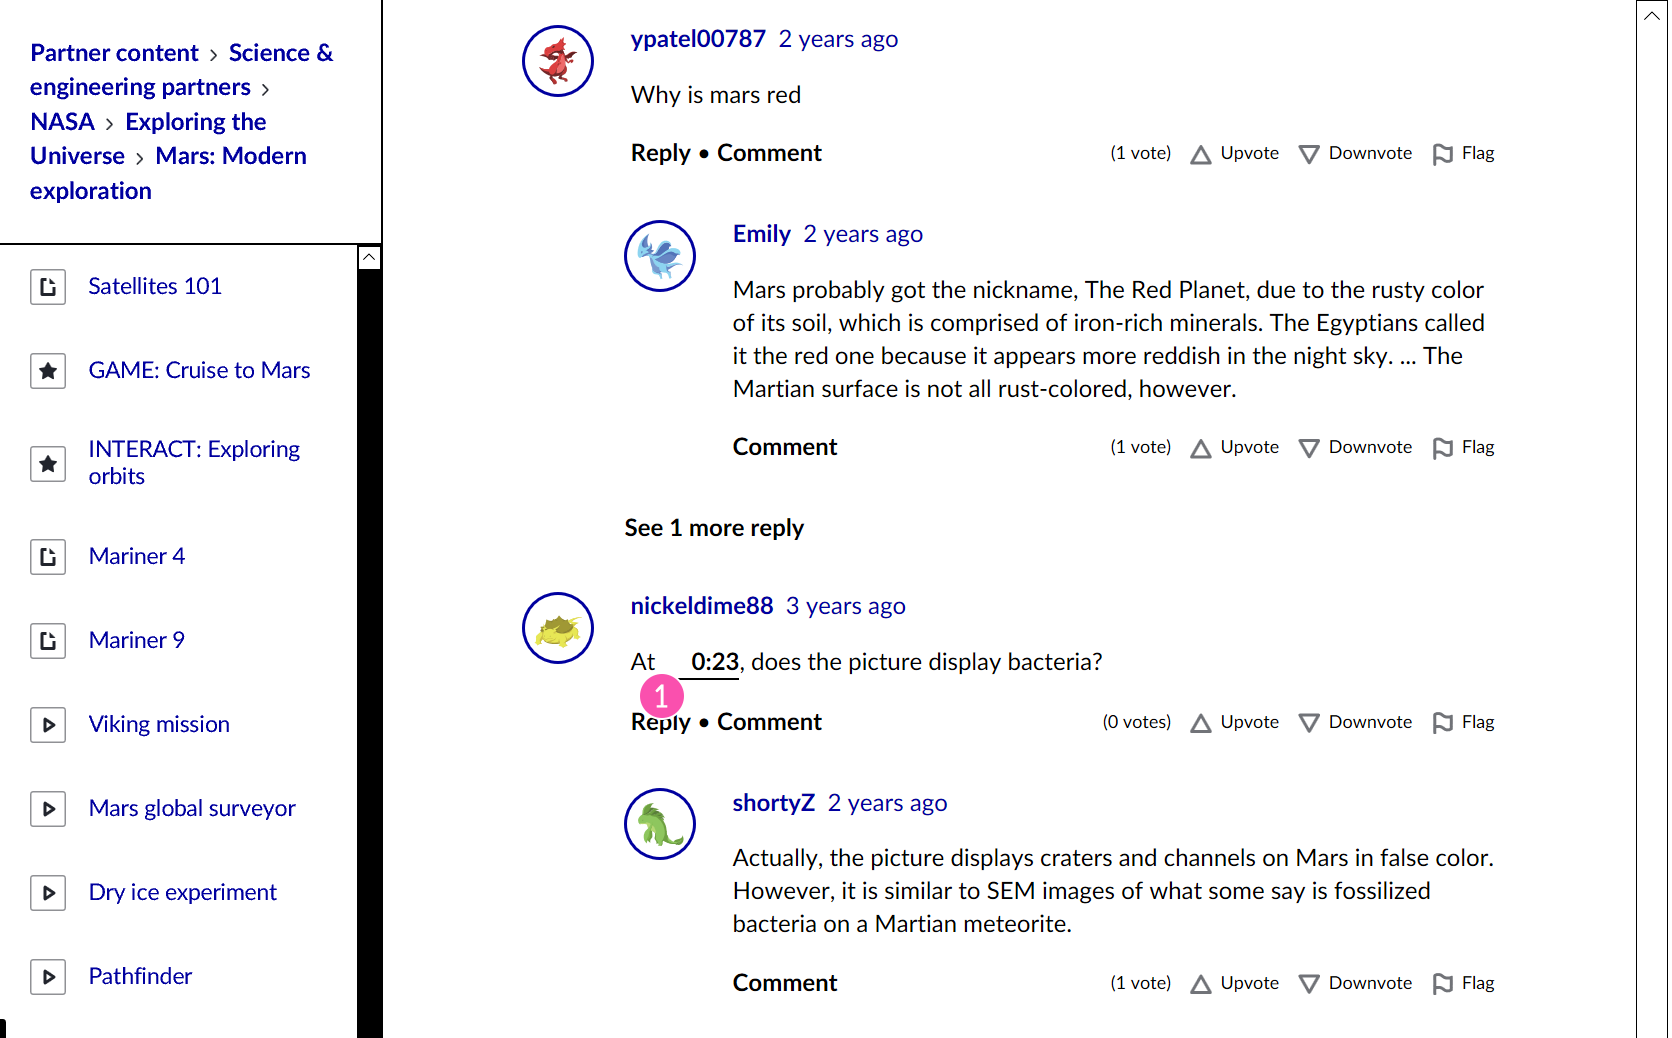 Partner content › Science &
engineering partners ›
NASA › Exploring the
Universe › Mars: Modern
exploration
Satellites 101
GAME: Cruise to Mars
INTERACT: Exploring
orbits
Mariner 4
Mariner 9
Viking mission
Mars global surveyor
Dry ice experiment
Pathfinder
ypatel00787 2 years ago
Why is mars red
Reply • Comment (1 vote) Upvote Downvote Flag
Emily 2 years ago
Mars probably got the nickname, The Red Planet, due to the rusty color
of its soil, which is comprised of iron-rich minerals. The Egyptians called
it the red one because it appears more reddish in the night sky. ... The
Martian surface is not all rust-colored, however.
Comment (1 vote) Upvote Downvote Flag
See 1 more reply
nickeldime88 3 years ago
At 0:23, does the picture display bacteria?
1
Reply • Comment (0 votes) Upvote Downvote Flag
shortyZ 2 years ago
Actually, the picture displays craters and channels on Mars in false color.
However, it is similar to SEM images of what some say is fossilized
bacteria on a Martian meteorite.
Comment (1 vote) Upvote Downvote Flag